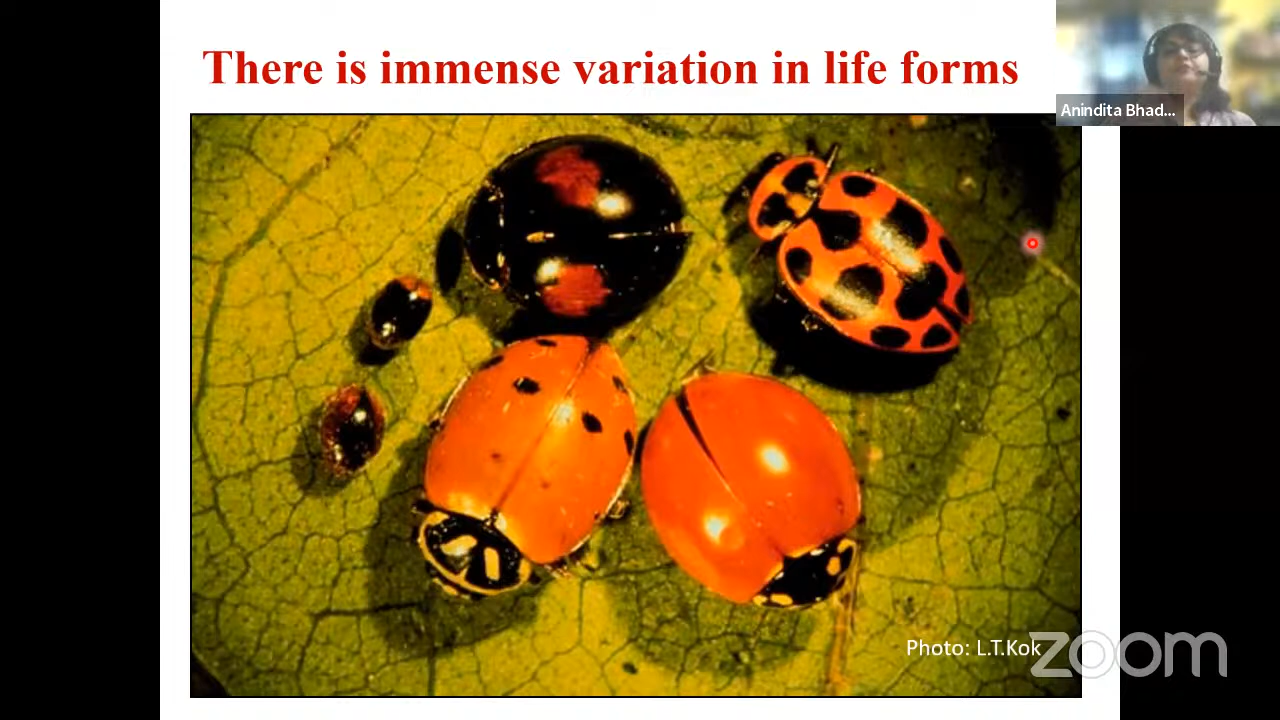 There is immense variation in life forms
Anindita Bhad...
Photo: L.T.Kok
zoom